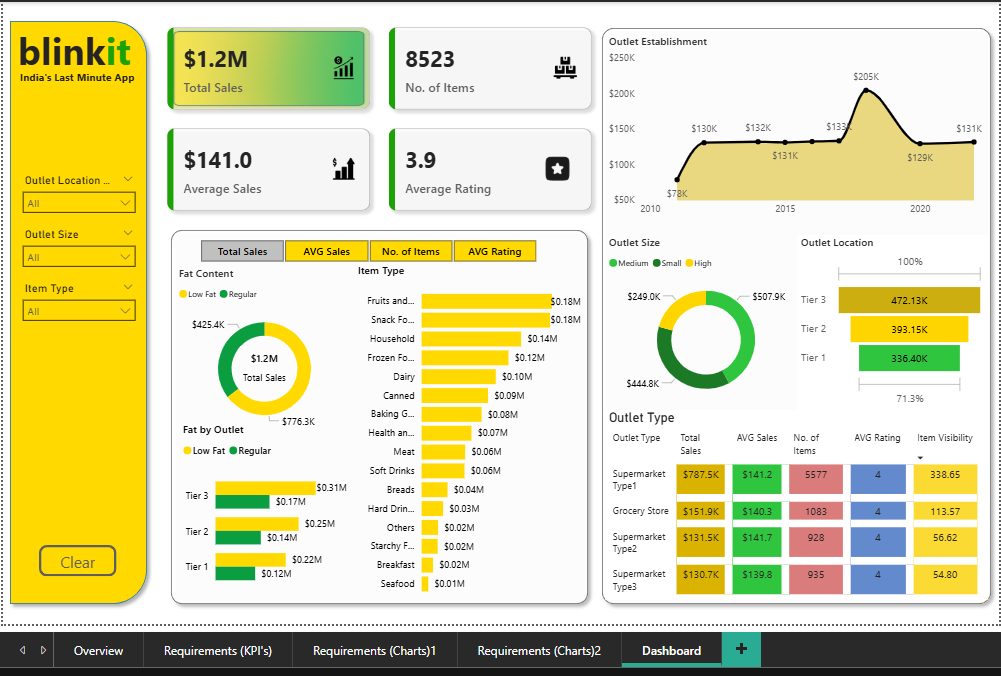 blinkit
India's Last Minute App
Outlet Location ...
All
Outlet Size
All
Item Type
All
Clear
$1.2M
Total Sales
8523
No. of Items
$141.0
Average Sales
3.9
Average Rating
Total Sales
AVG Sales
No. of Items
AVG Rating
Fat Content
Low Fat Regular
$425.4K
$1.2M
Total Sales
$776.3K
Fat by Outlet
Low Fat Regular
Tier 3 $0.31M
$0.17M
Tier 2 $0.25M
$0.14M
Tier 1 $0.22M
$0.12M
Item Type
Fruits and... $0.18M
Snack Fo... $0.18M
Household $0.14M
Frozen Fo... $0.12M
Dairy $0.10M
Canned $0.09M
Baking G... $0.08M
Health an... $0.07M
Meat $0.06M
Soft Drinks $0.06M
Breads $0.04M
Hard Drin... $0.03M
Others $0.02M
Starchy F... $0.02M
Breakfast $0.02M
Seafood $0.01M
Outlet Establishment
$250K
$200K
$150K
$100K
$50K
$78K
$130K
$132K
$131K
$133K
$205K
$129K
$131K
2010 2015 2020
Outlet Size
Medium Small High
$249.0K
$507.9K
$444.8K
Outlet Location
100%
Tier 3 472.13K
Tier 2 393.15K
Tier 1 336.40K
71.3%
Outlet Type
Outlet Type Total Sales AVG Sales No. of Items AVG Rating Item Visibility
Supermarket Type1 $787.5K $141.2 5577 4 338.65
Grocery Store $151.9K $140.3 1083 4 113.57
Supermarket Type2 $131.5K $141.7 928 4 56.62
Supermarket Type3 $130.7K $139.8 935 4 54.80
Overview
Requirements (KPI's)
Requirements (Charts)1
Requirements (Charts)2
Dashboard
+